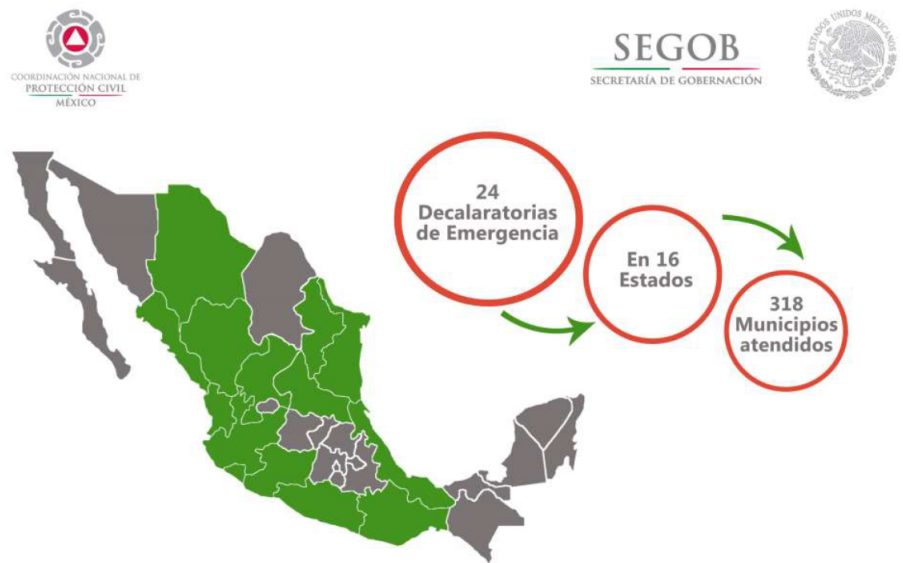 COORDINACIÓN NACIONAL DE
PROTECCIÓN CIVIL
MÉXICO
SEGOB
SECRETARÍA DE GOBERNACIÓN
ESTADOS UNIDOS MEXICANOS
24
Decalaratorias
de Emergencia
En 16
Estados
318
Municipios
atendidos